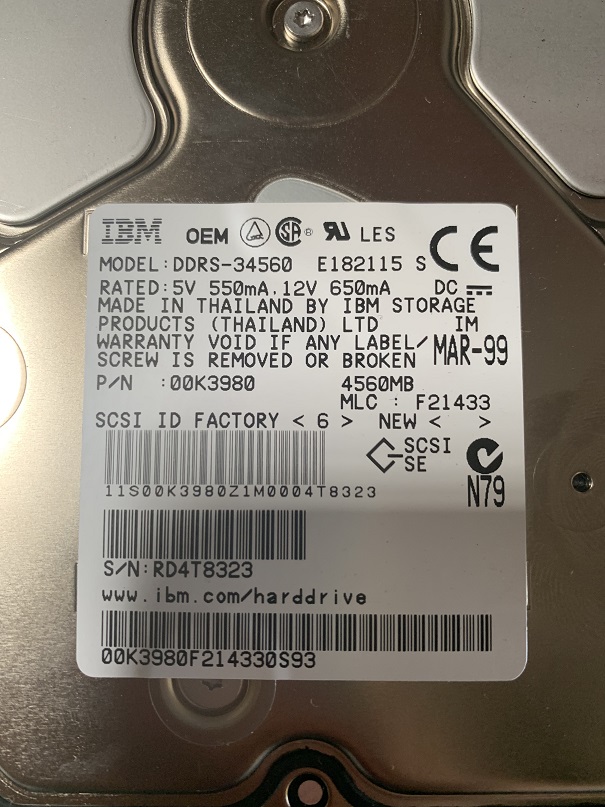 IBM OEM LES CE
MODEL:DDRS-34560 E182115 S
RATED:5V 550mA.12V 650mA DC
MADE IN THAILAND BY IBM STORAGE
PRODUCTS (THAILAND) LTD IM
WARRANTY VOID IF ANY LABEL/
SCREW IS REMOVED OR BROKEN MAR-99
P/N :00K3980 4560MB
MLC : F21433
SCSI ID FACTORY < 6 > NEW < >
SCSI
SE
N79
11S00K3980Z1M0004T8323
S/N:RD4T8323
www.ibm.com/harddrive
00K3980F214330S93